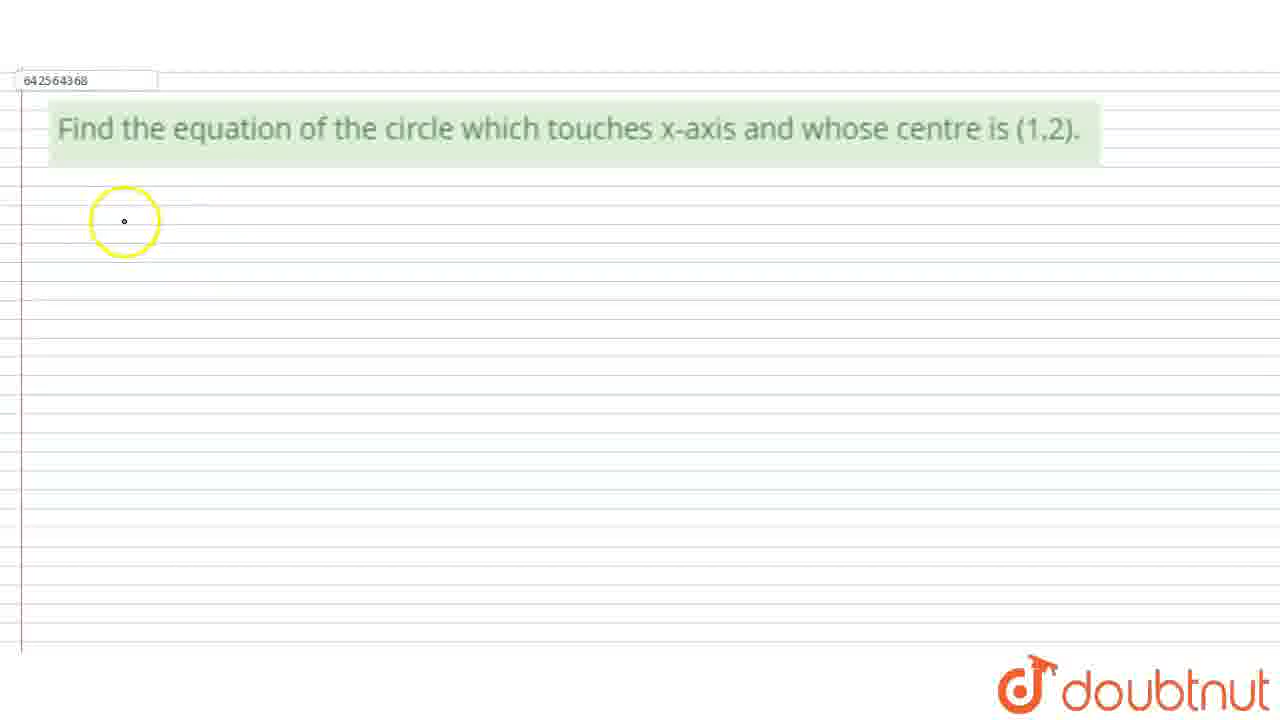 642564368
Find the equation of the circle which touches x-axis and whose centre is (1,2).
doubtnut